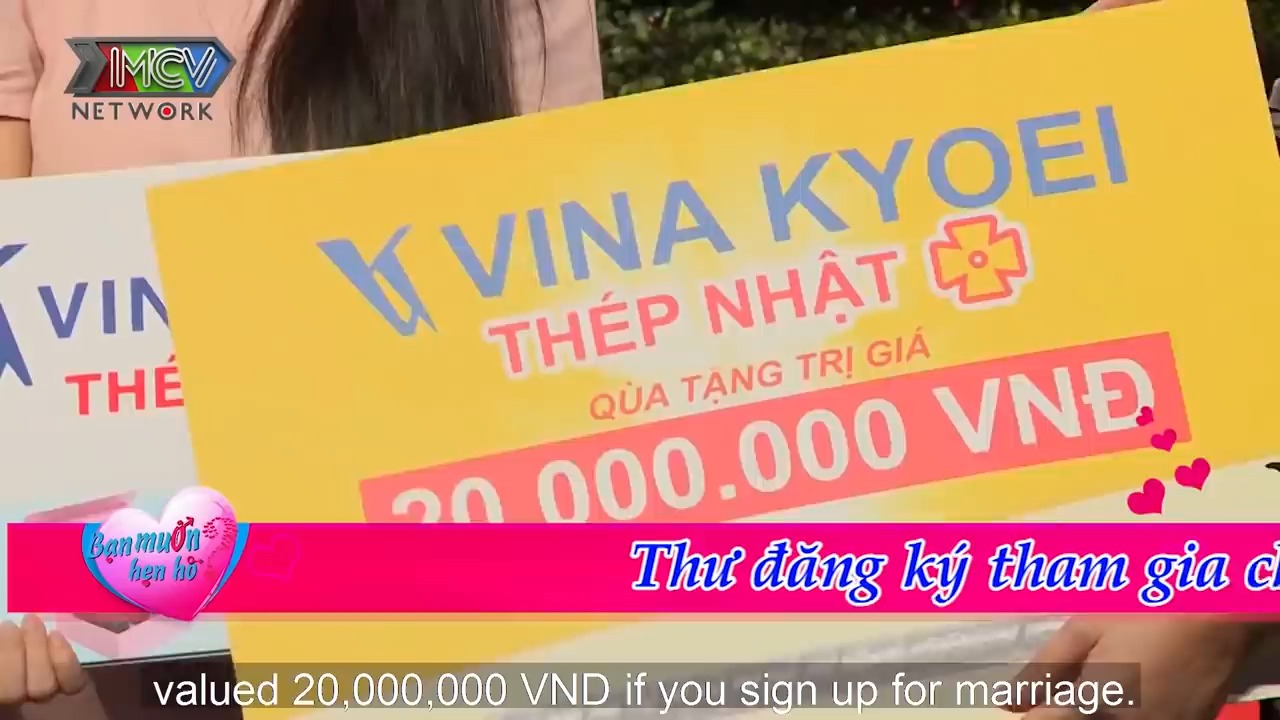 MCV
NETWORK
VINA KYOEI
THÉP NHẬT
QÙA TẶNG TRỊ GIÁ
20.000.000 VNĐ
VIN
THÉ
Bạn muốn
hẹn hò
Thư đăng ký tham gia
valued 20,000,000 VND if you sign up for marriage.